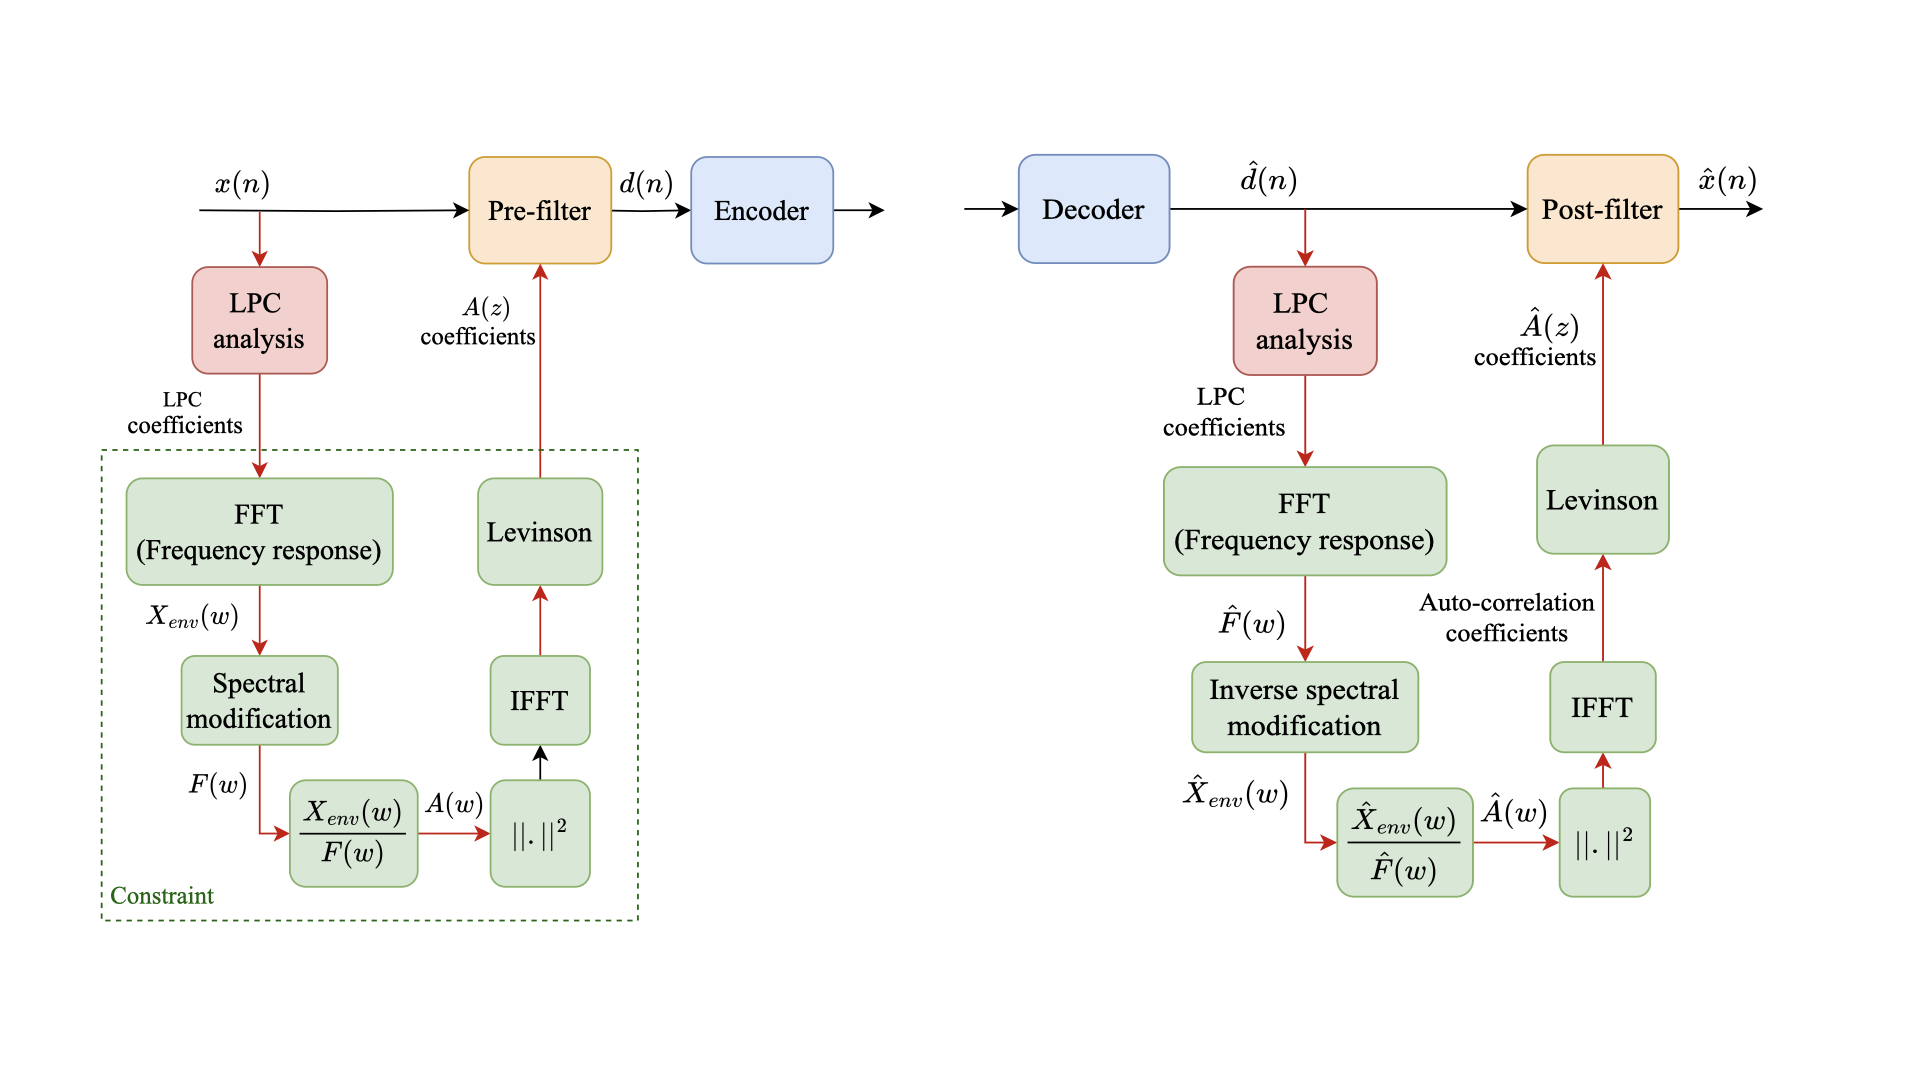 x(n)
Pre-filter
d(n)
Encoder
LPC
analysis
A(z)
coefficients
LPC
coefficients
FFT
(Frequency response)
Levinson
X_{env}(w)
Spectral
modification
IFFT
F(w)
X_{env}(w)
F(w)
A(w)
||.||^2
Constraint
Decoder
\hat{d}(n)
Post-filter
\hat{x}(n)
LPC
analysis
\hat{A}(z)
coefficients
LPC
coefficients
FFT
(Frequency response)
Levinson
\hat{F}(w)
Auto-correlation
coefficients
Inverse spectral
modification
IFFT
\hat{X}_{env}(w)
\hat{X}_{env}(w)
\hat{F}(w)
\hat{A}(w)
||.||^2